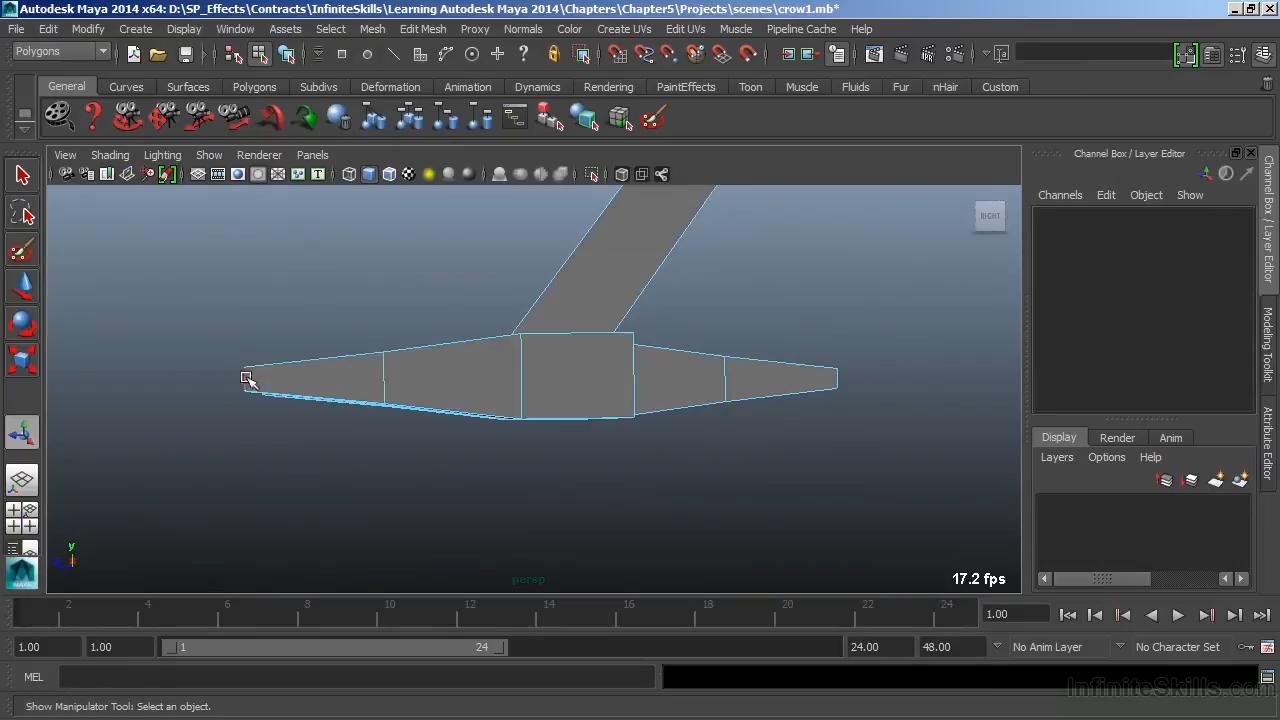 Autodesk Maya 2014 x64: D:\SP_Effects\Contracts\InfiniteSkills\Learning Autodesk Maya 2014\Chapters\Chapter5\Projects\scenes\crow1.mb*
File Edit Modify Create Display Window Assets Select Mesh Edit Mesh Proxy Normals Color Create UVs Edit UVs Muscle Pipeline Cache Help
Polygons
General Curves Surfaces Polygons Subdivs Deformation Animation Dynamics Rendering PaintEffects Toon Muscle Fluids Fur nHair Custom
View Shading Lighting Show Renderer Panels
Channel Box / Layer Editor
Channels Edit Object Show
RIGHT
Channel Box / Layer Editor
Modeling Toolkit
Attribute Editor
Display Render Anim
Layers Options Help
y
persp
17.2 fps
2 4 6 8 10 12 14 16 18 20 22 24
1.00
1.00 1.00 1 24 24.00 48.00 No Anim Layer No Character Set
MEL
InfiniteSkills.com
Show Manipulator Tool: Select an object.